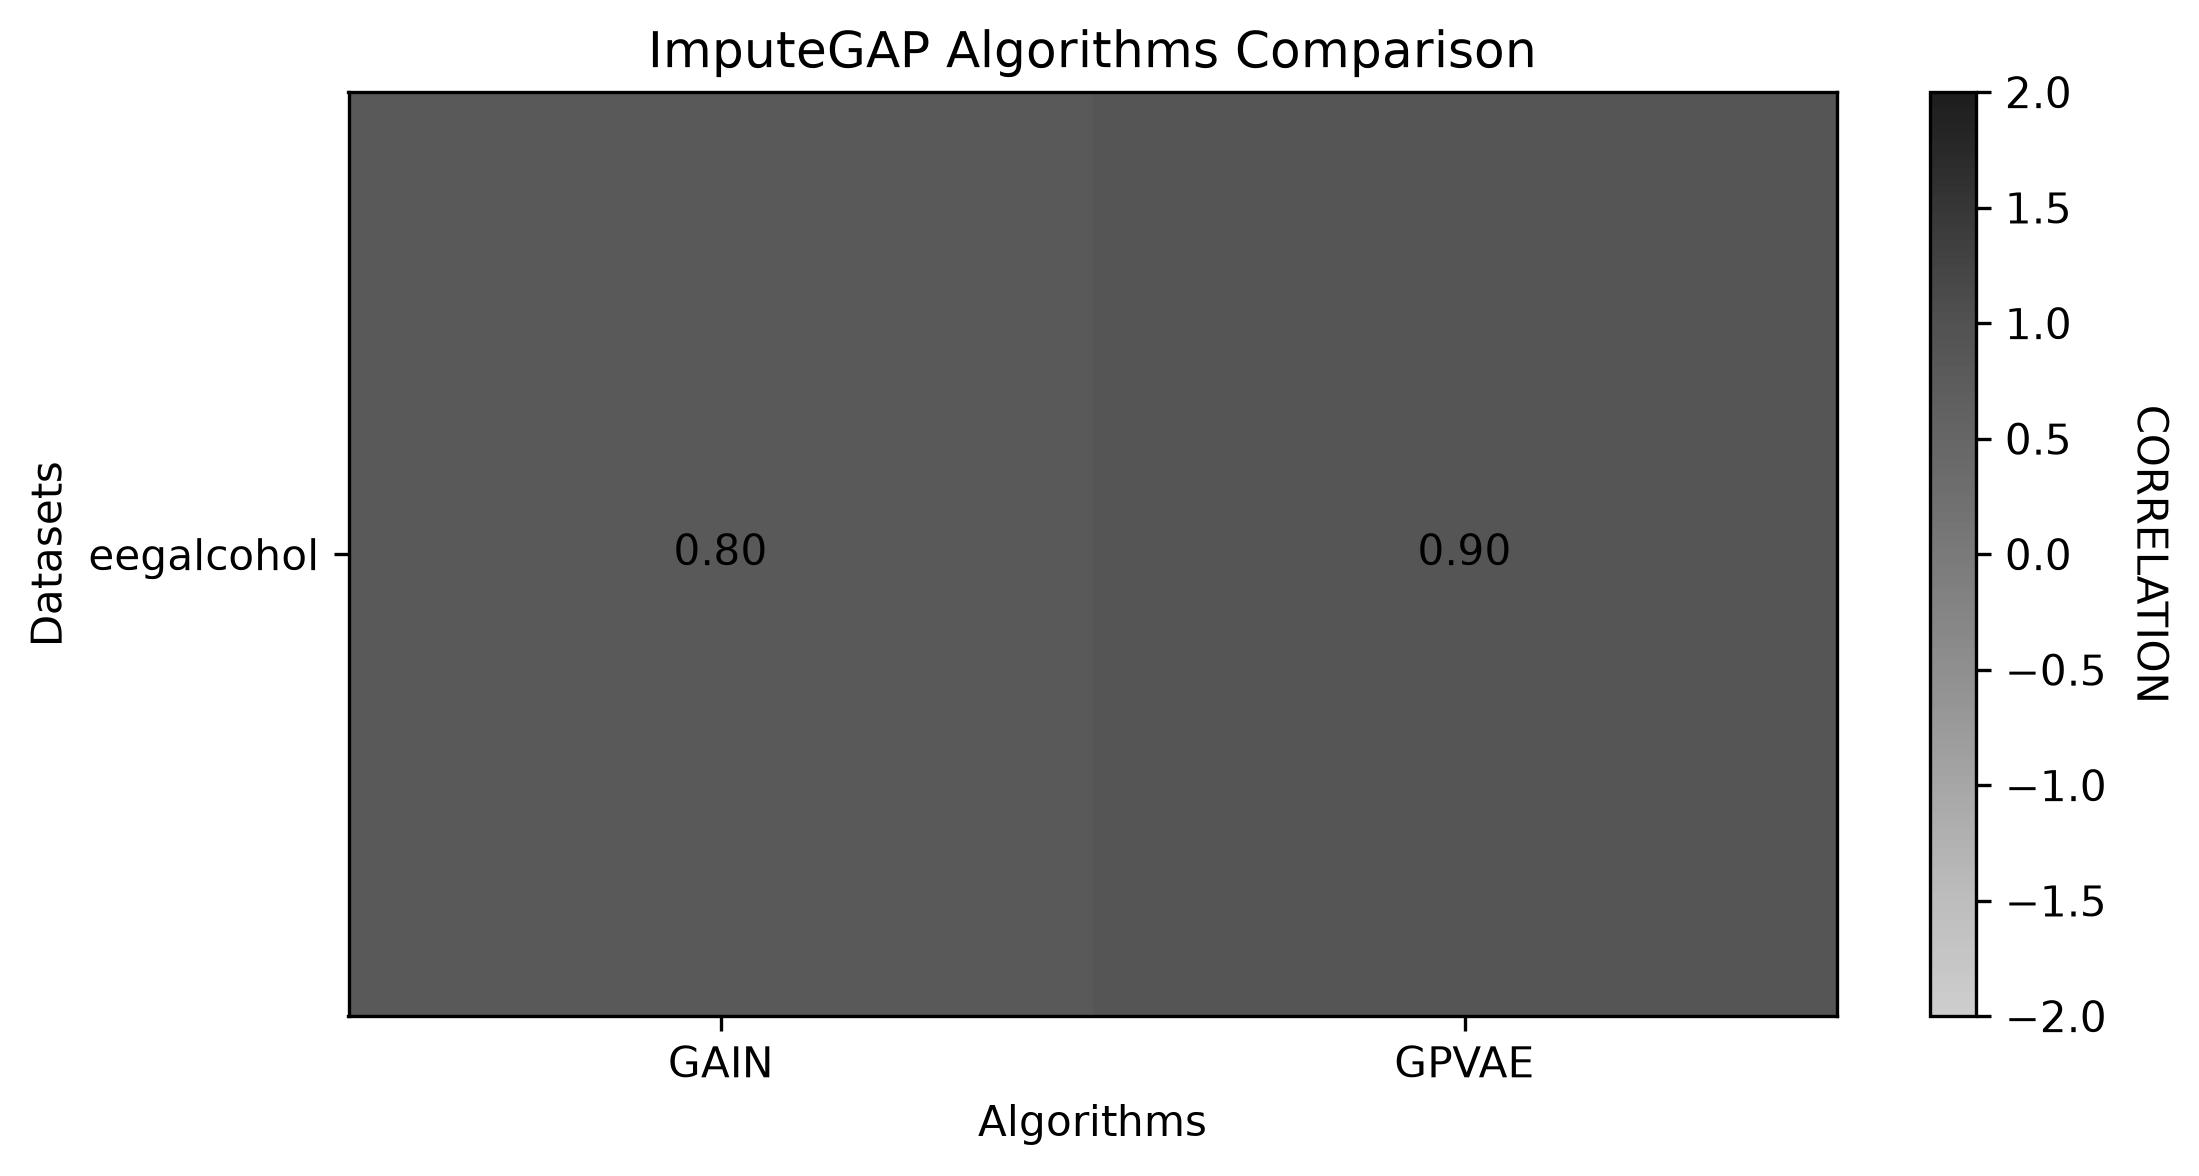 ImputeGAP Algorithms Comparison
Datasets
eegalcohol
0.80
0.90
GAIN
GPVAE
Algorithms
2.0
1.5
1.0
0.5
0.0
−0.5
−1.0
−1.5
−2.0
CORRELATION